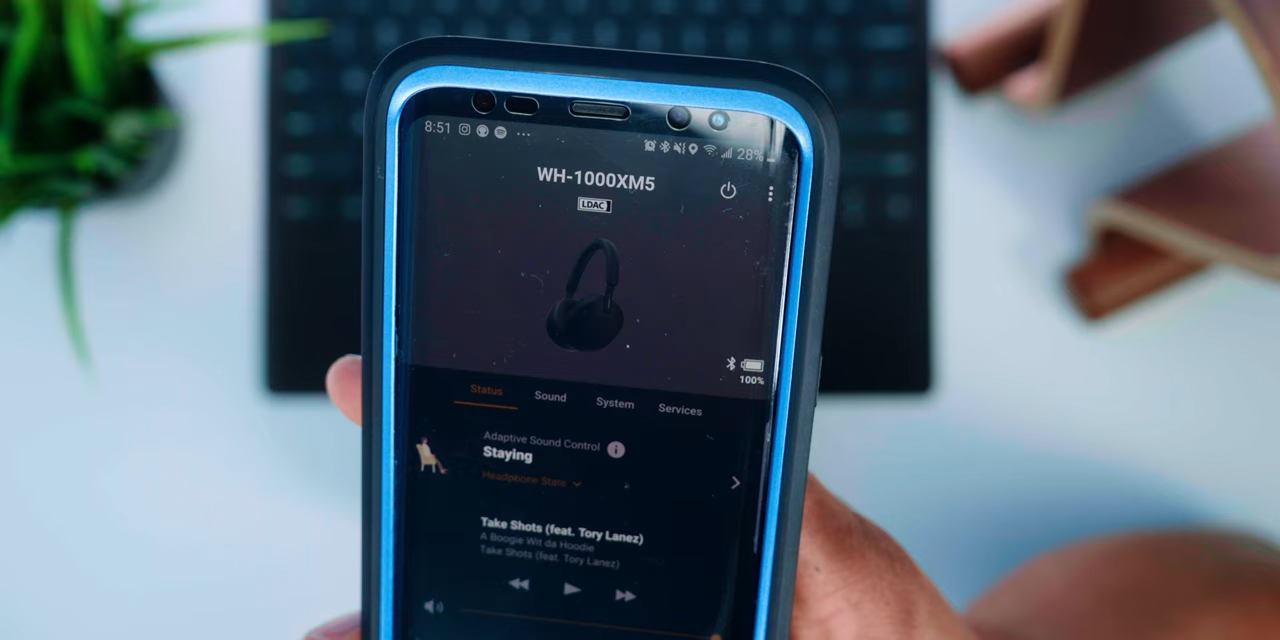 8:51
28%
WH-1000XM5
LDAC
100%
Status Sound System Services
Adaptive Sound Control
Staying
Headphone State
Take Shots (feat. Tory Lanez)
A Boogie Wit da Hoodie
Take Shots (feat. Tory Lanez)